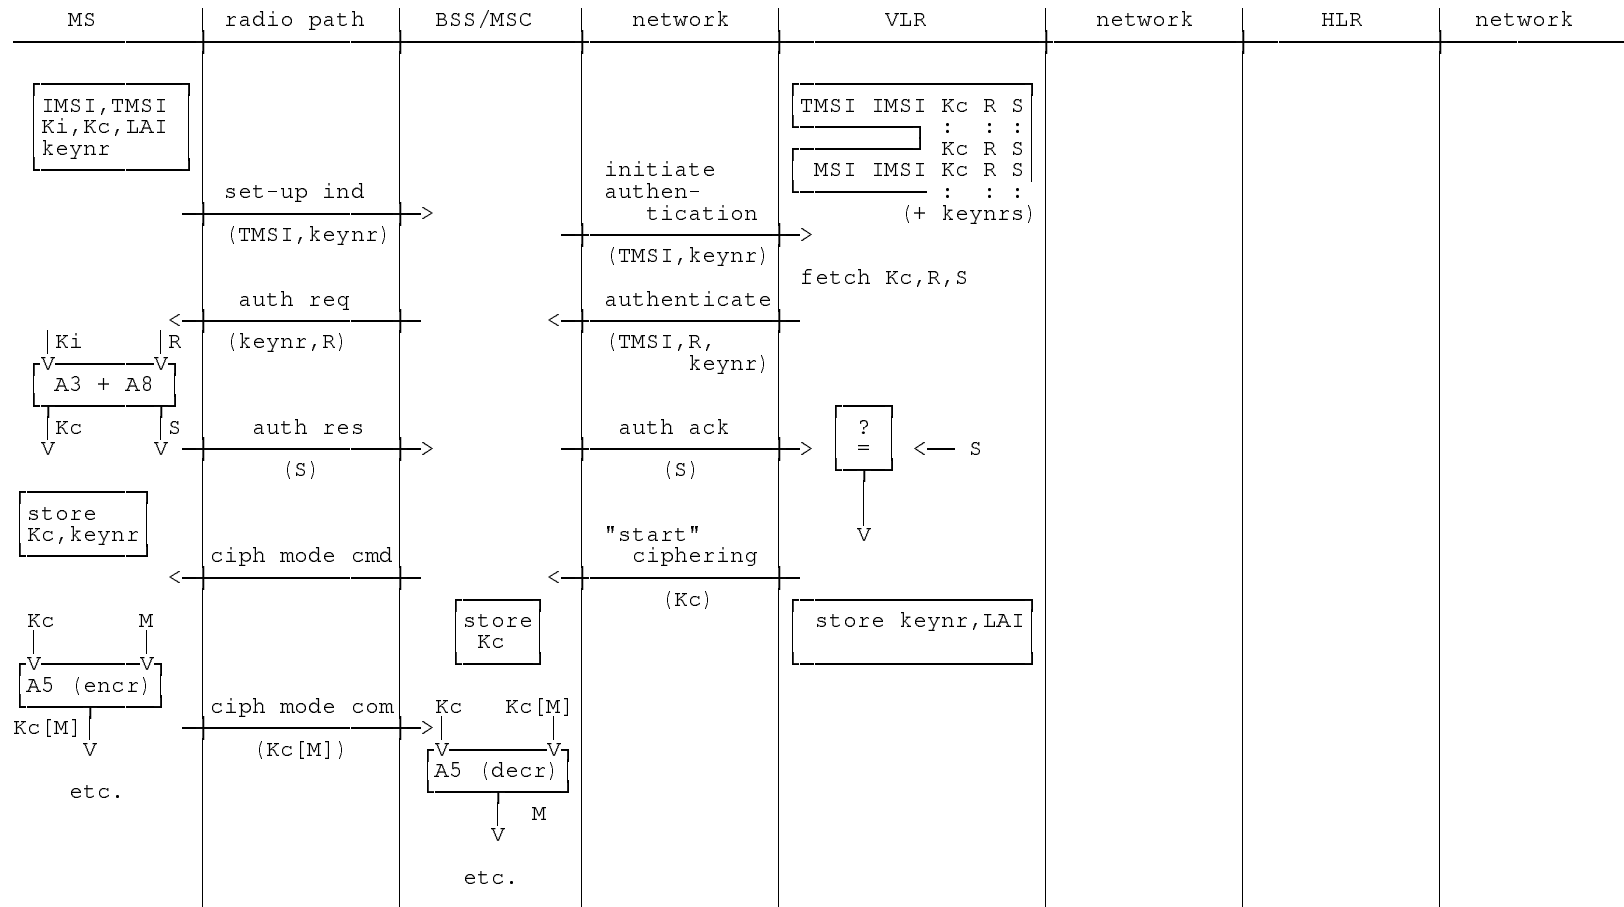 MS radio path BSS/MSC network VLR network HLR network
IMSI,TMSI
Ki,Kc,LAI
keynr
TMSI IMSI Kc R S
: : :
Kc R S
MSI IMSI Kc R S
: : :
(+ keynrs)
set-up ind
(TMSI,keynr)
initiate
authen-
tication
(TMSI,keynr)
fetch Kc,R,S
auth req
(keynr,R)
authenticate
(TMSI,R,
keynr)
Ki R
A3 + A8
Kc S
auth res
(S)
auth ack
(S)
?
=
S
store
Kc,keynr
ciph mode cmd
"start"
ciphering
(Kc)
store
Kc
store keynr,LAI
Kc M
A5 (encr)
Kc[M]
ciph mode com
(Kc[M])
Kc Kc[M]
A5 (decr)
M
etc.
etc.